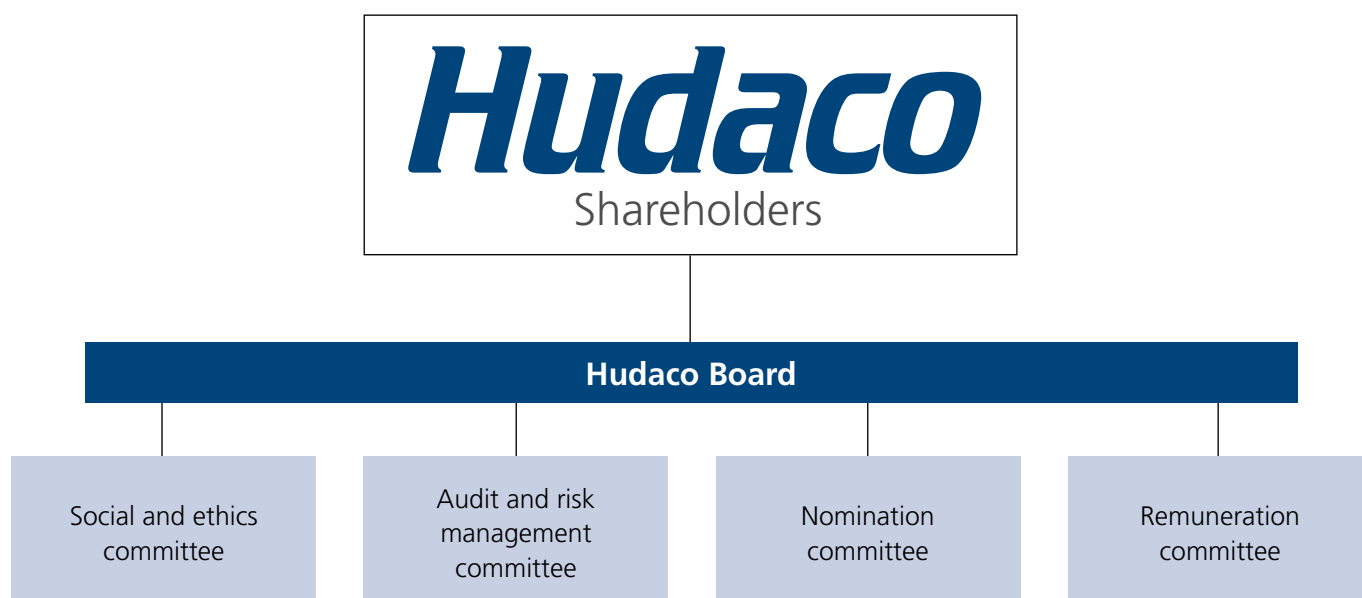 Hudaco
Shareholders
Hudaco Board
Social and ethics
committee
Audit and risk
management
committee
Nomination
committee
Remuneration
committee